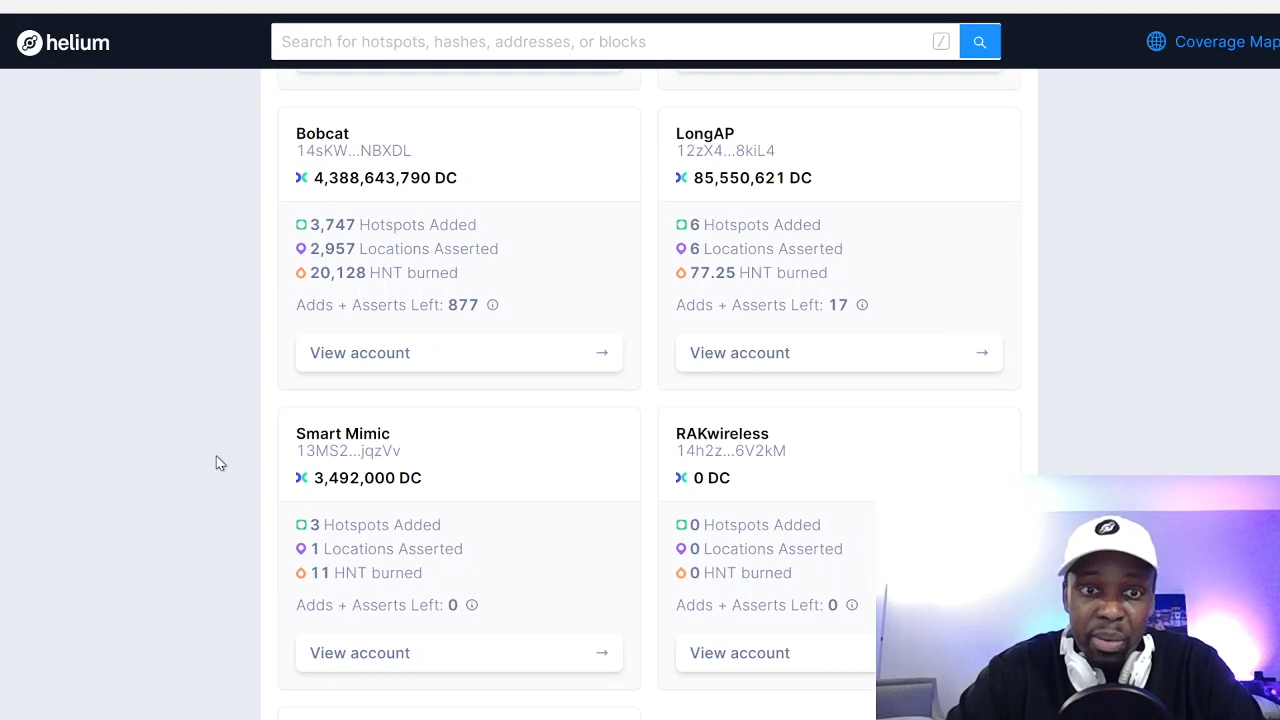 helium
Search for hotspots, hashes, addresses, or blocks
/
Coverage Map
Bobcat
14sKW...NBXDL
4,388,643,790 DC
3,747 Hotspots Added
2,957 Locations Asserted
20,128 HNT burned
Adds + Asserts Left: 877
View account →
LongAP
12zX4...8kiL4
85,550,621 DC
6 Hotspots Added
6 Locations Asserted
77.25 HNT burned
Adds + Asserts Left: 17
View account →
Smart Mimic
13MS2...jqzVv
3,492,000 DC
3 Hotspots Added
1 Locations Asserted
11 HNT burned
Adds + Asserts Left: 0
View account →
RAKwireless
14h2z...6V2kM
0 DC
0 Hotspots Added
0 Locations Asserted
0 HNT burned
Adds + Asserts Left: 0
View account